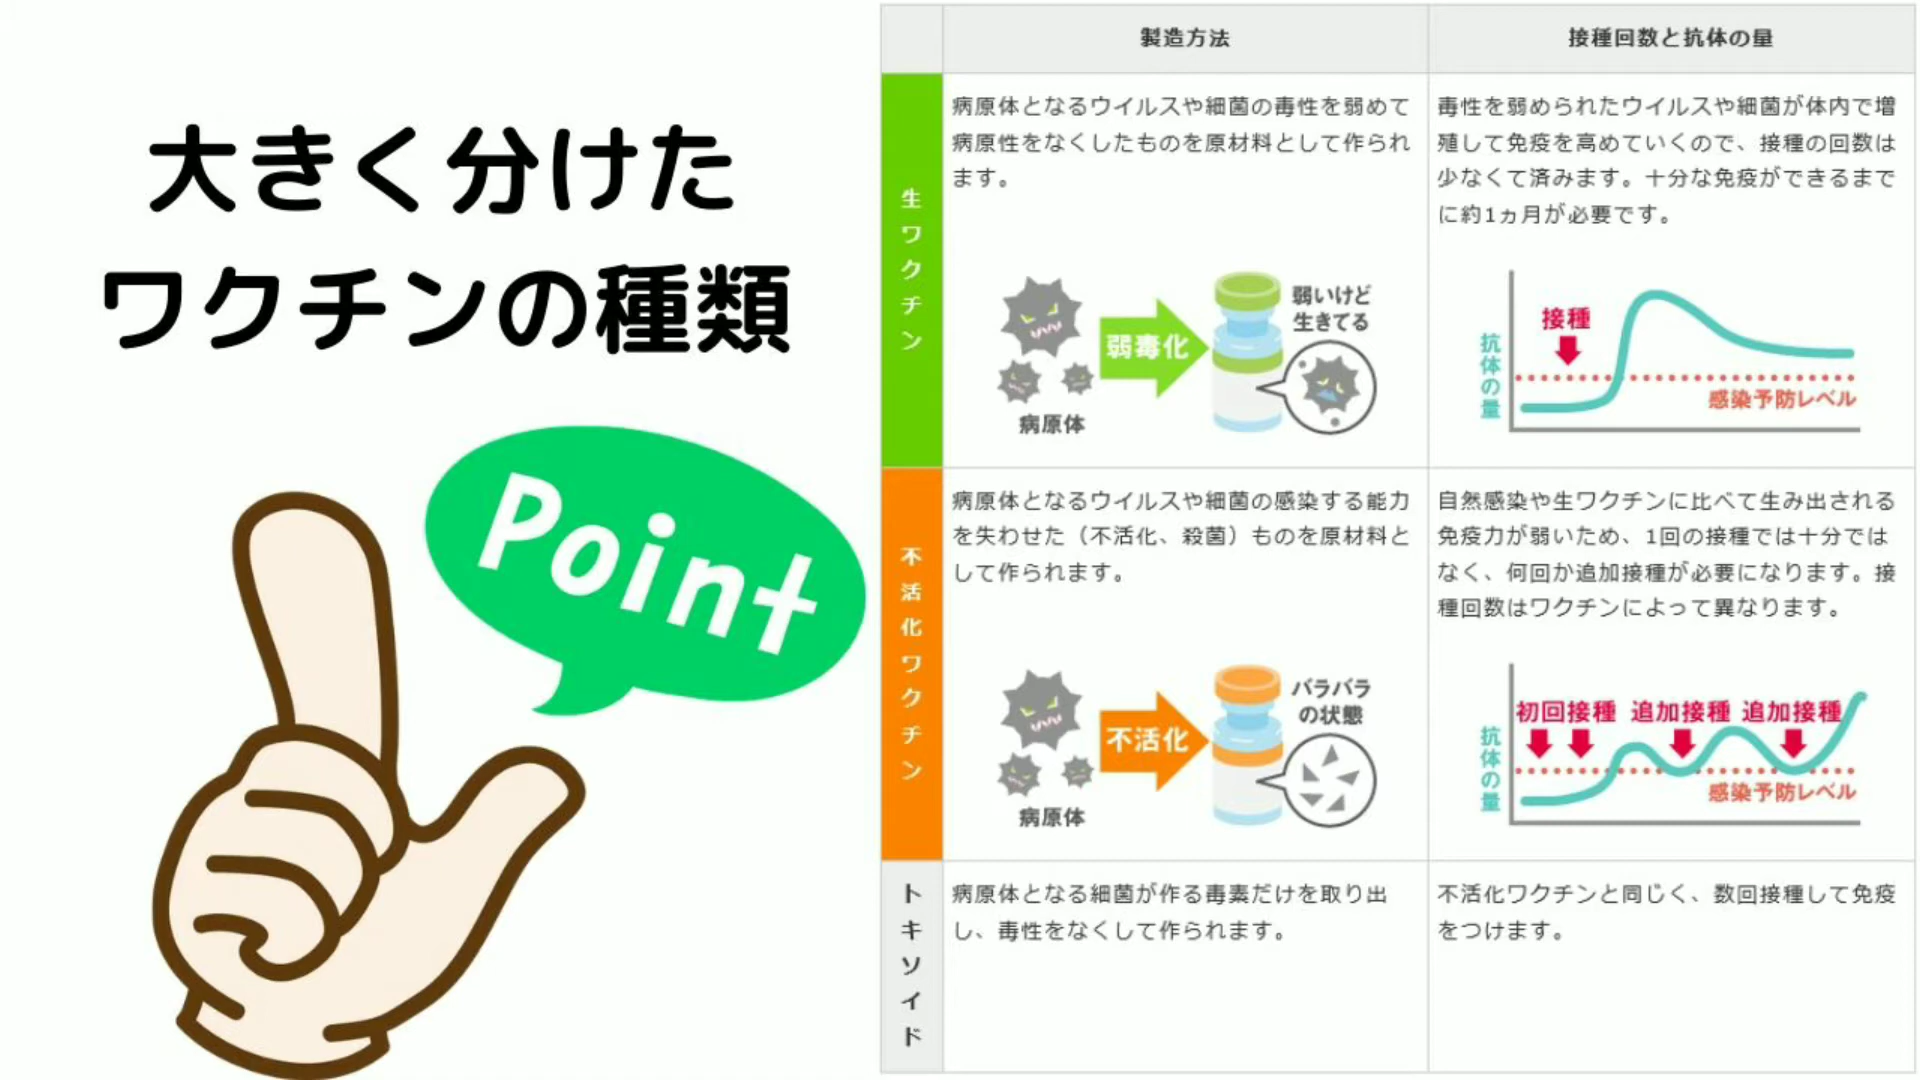 大きく分けた
ワクチンの種類
Point
製造方法
接種回数と抗体の量
生ワクチン
病原体となるウイルスや細菌の毒性を弱めて
病原性をなくしたものを原材料として作られ
ます。
病原体
弱毒化
弱いけど
生きてる
毒性を弱められたウイルスや細菌が体内で増
殖して免疫を高めていくので、接種の回数は
少なくて済みます。十分な免疫ができるまで
に約1ヵ月が必要です。
抗体の量
接種
感染予防レベル
不活化ワクチン
病原体となるウイルスや細菌の感染する能力
を失わせた（不活化、殺菌）ものを原材料と
して作られます。
病原体
不活化
バラバラ
の状態
自然感染や生ワクチンに比べて生み出される
免疫力が弱いため、1回の接種では十分では
なく、何回か追加接種が必要になります。接
種回数はワクチンによって異なります。
抗体の量
初回接種 追加接種 追加接種
感染予防レベル
トキソイド
病原体となる細菌が作る毒素だけを取り出
し、毒性をなくして作られます。
不活化ワクチンと同じく、数回接種して免疫
をつけます。